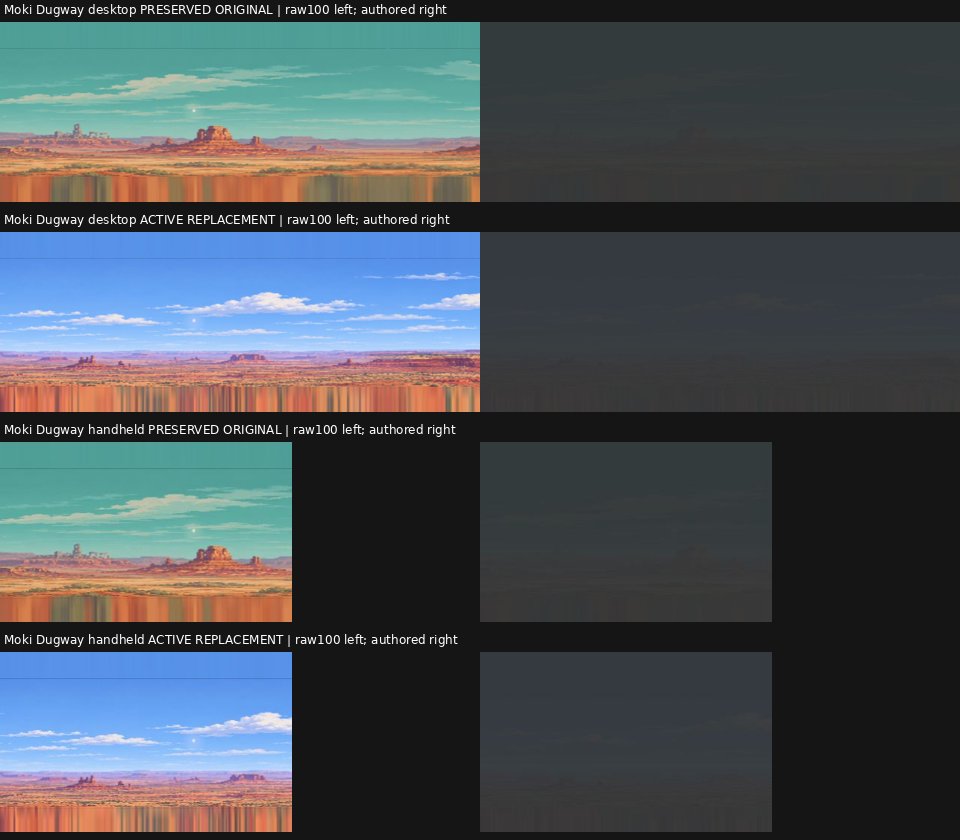 Moki Dugway desktop PRESERVED ORIGINAL | raw100 left; authored right
Moki Dugway desktop ACTIVE REPLACEMENT | raw100 left; authored right
Moki Dugway handheld PRESERVED ORIGINAL | raw100 left; authored right
Moki Dugway handheld ACTIVE REPLACEMENT | raw100 left; authored right